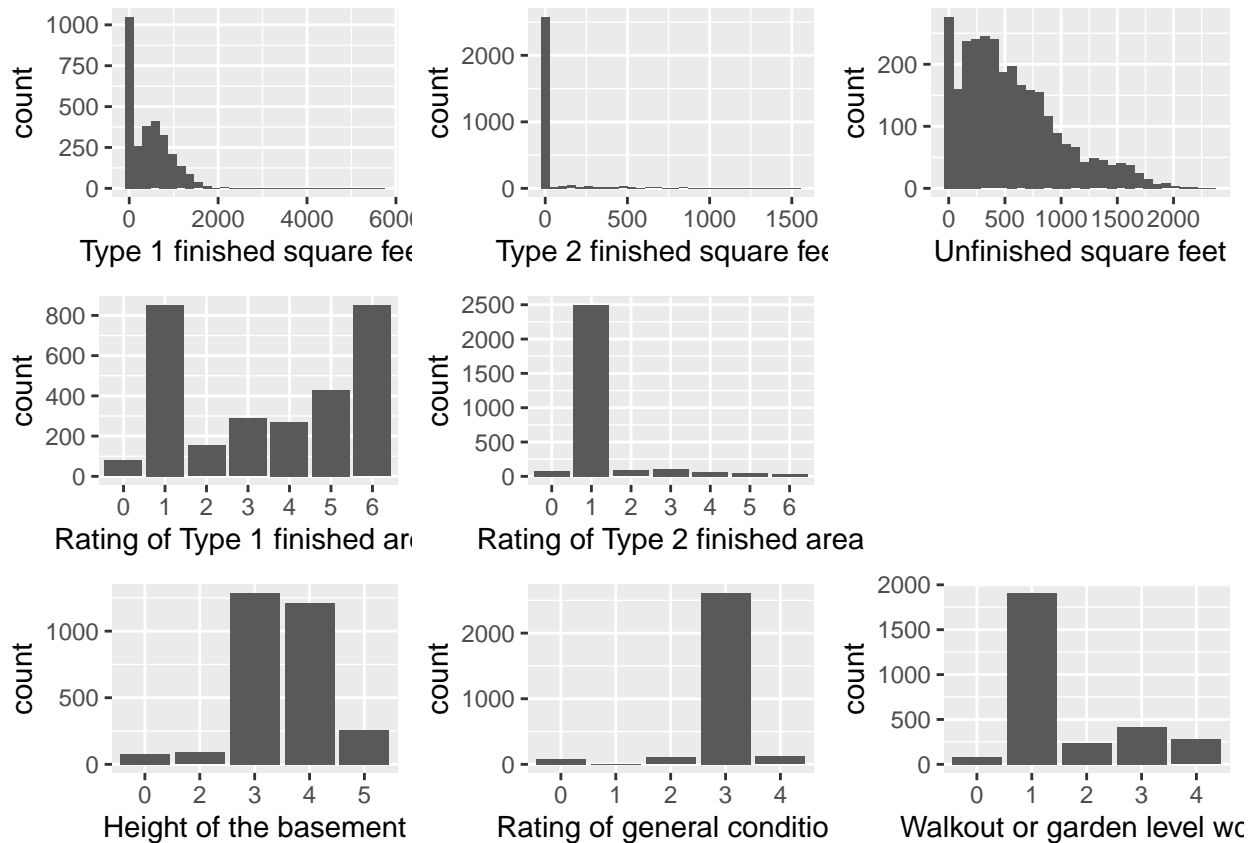 count
1000
750
500
250
0
0 2000 4000 600
Type 1 finished square fee
count
2000
1000
0
0 500 1000 1500
Type 2 finished square fee
count
200
100
0
0 500 1000 1500 2000
Unfinished square feet
count
800
600
400
200
0
0 1 2 3 4 5 6
Rating of Type 1 finished are
count
2500
2000
1500
1000
500
0
0 1 2 3 4 5 6
Rating of Type 2 finished area
count
1000
500
0
0 2 3 4 5
Height of the basement
count
2000
1000
0
0 1 2 3 4
Rating of general conditio
count
2000
1500
1000
500
0
0 1 2 3 4
Walkout or garden level wo